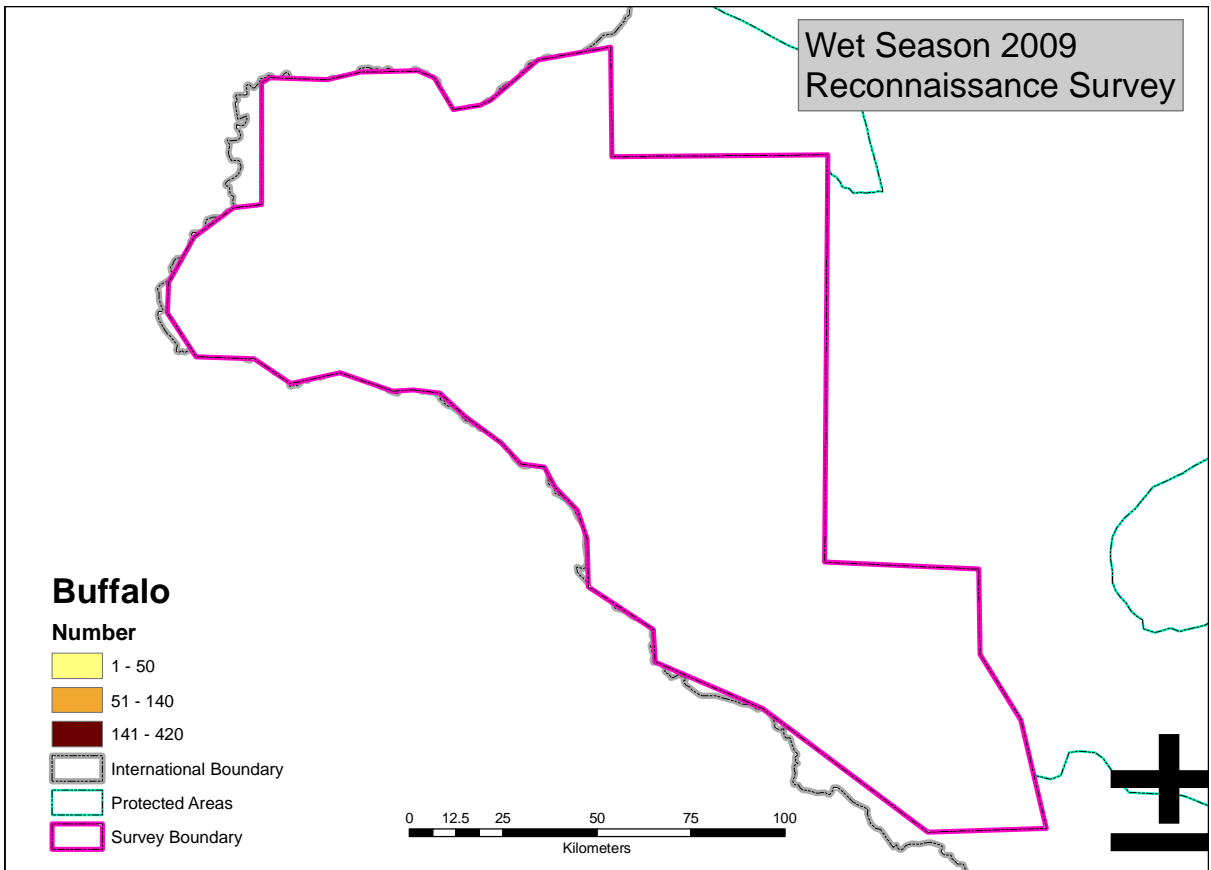 Wet Season 2009
Reconnaissance Survey
Buffalo
Number
1 - 50
51 - 140
141 - 420
International Boundary
Protected Areas
Survey Boundary
0 12.5 25 50 75 100
Kilometers